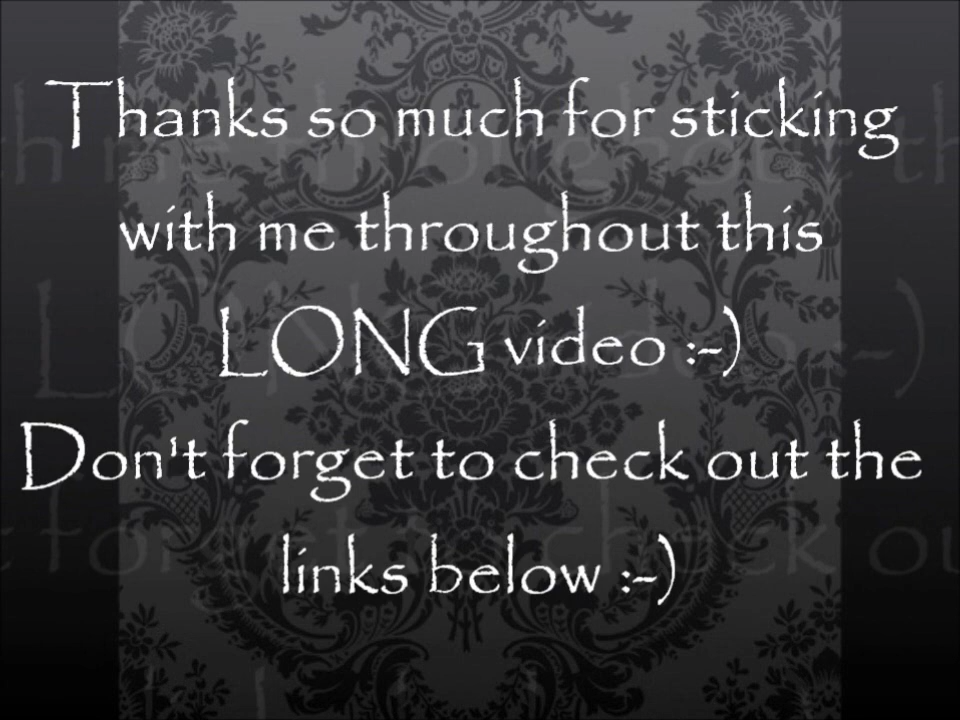 Thanks so much for sticking
with me throughout this
LONG video :-)
Don't forget to check out the
links below :-)